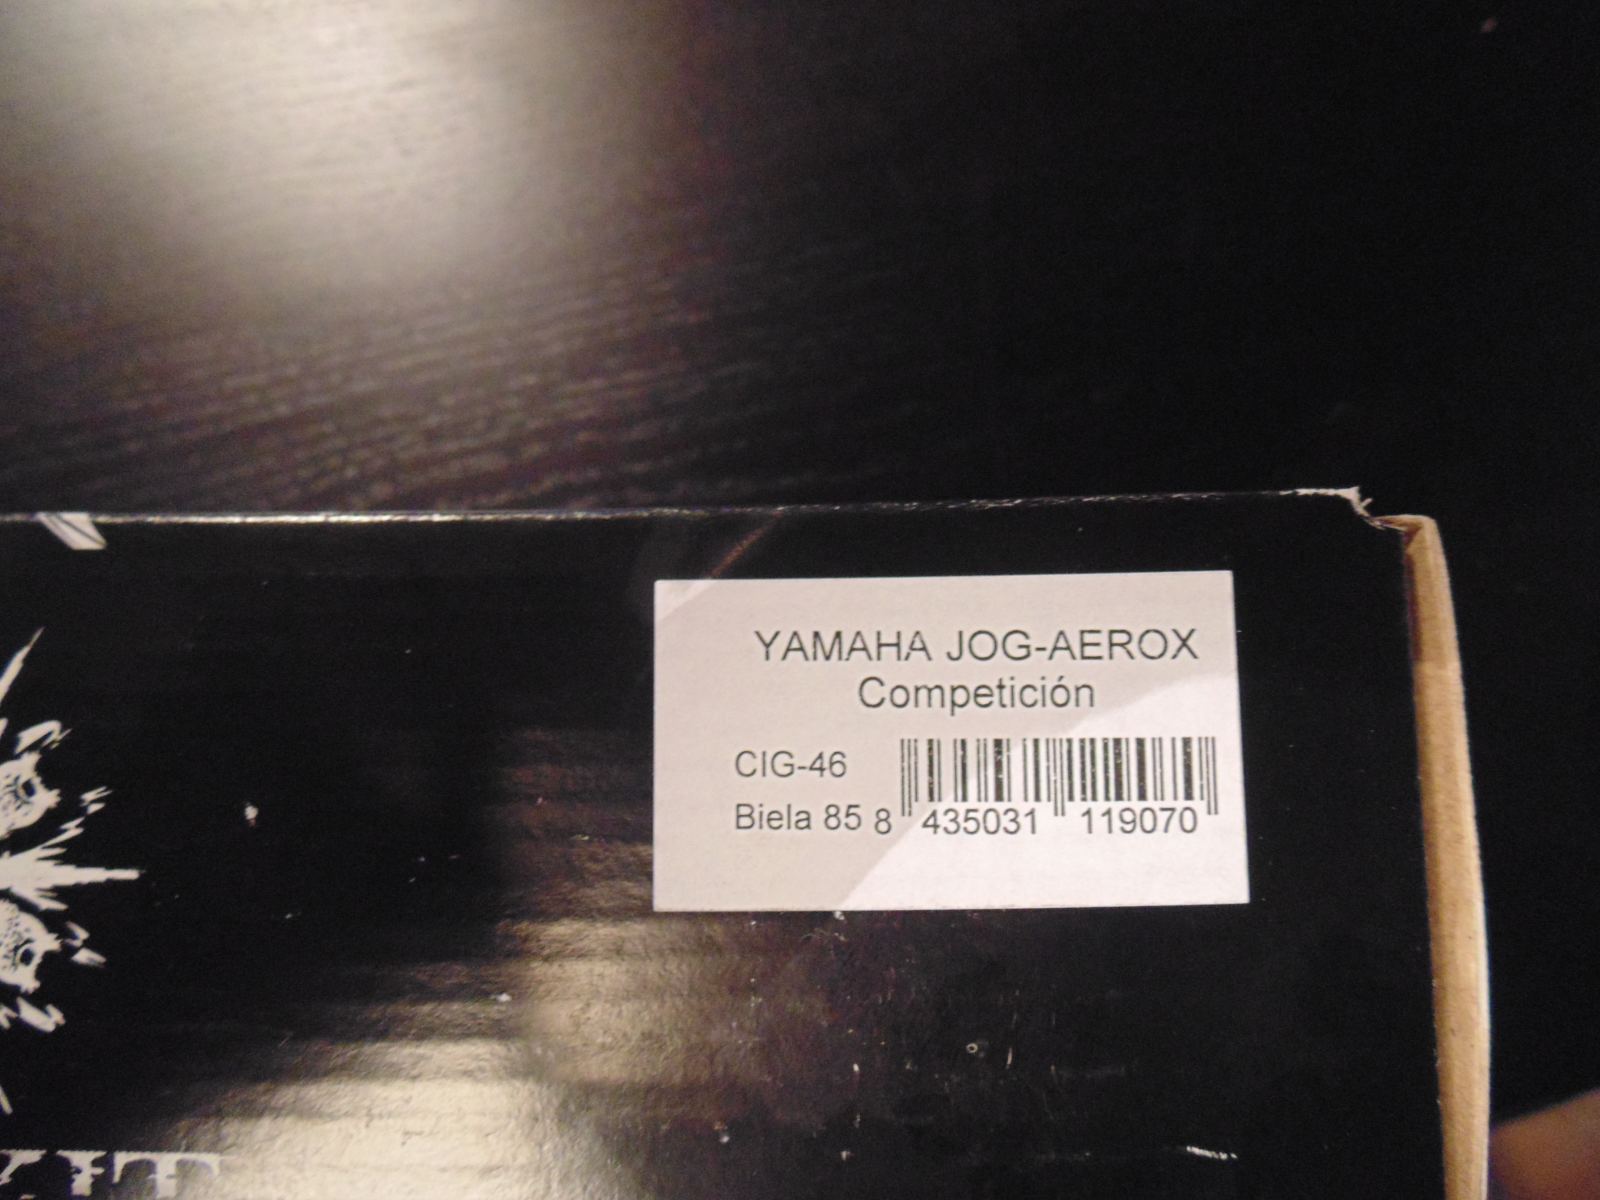 YAMAHA JOG-AEROX
Competición
CIG-46
Biela 85
8 435031 119070